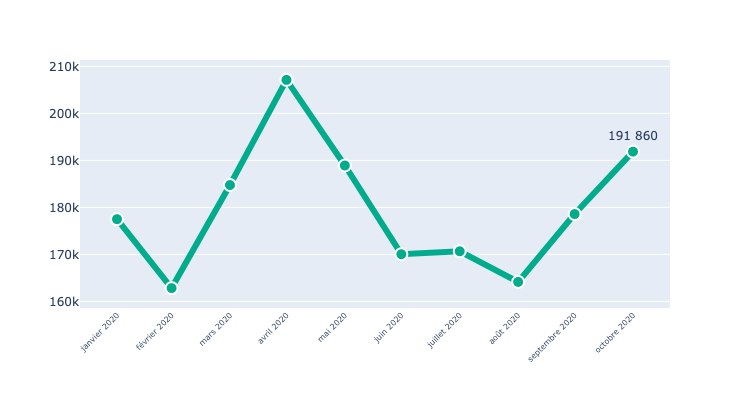 210k
200k
191 860
190k
180k
170k
160k
janvier 2020
février 2020
mars 2020
avril 2020
mai 2020
juin 2020
juillet 2020
août 2020
septembre 2020
octobre 2020